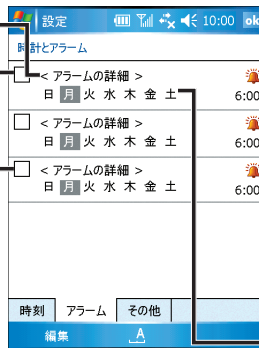 設定 10:00 ok
時計とアラーム
< アラームの詳細 >
日 月 火 水 木 金 土 6:00
< アラームの詳細 >
日 月 火 水 木 金 土 6:00
< アラームの詳細 >
日 月 火 水 木 金 土 6:00
時刻 アラーム その他
編集 A